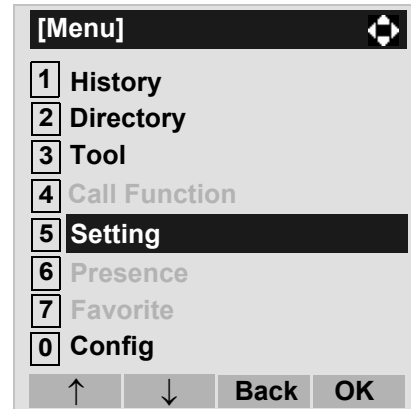 [Menu]
1 History
2 Directory
3 Tool
4 Call Function
5 Setting
6 Presence
7 Favorite
0 Config
↑ ↓ Back OK